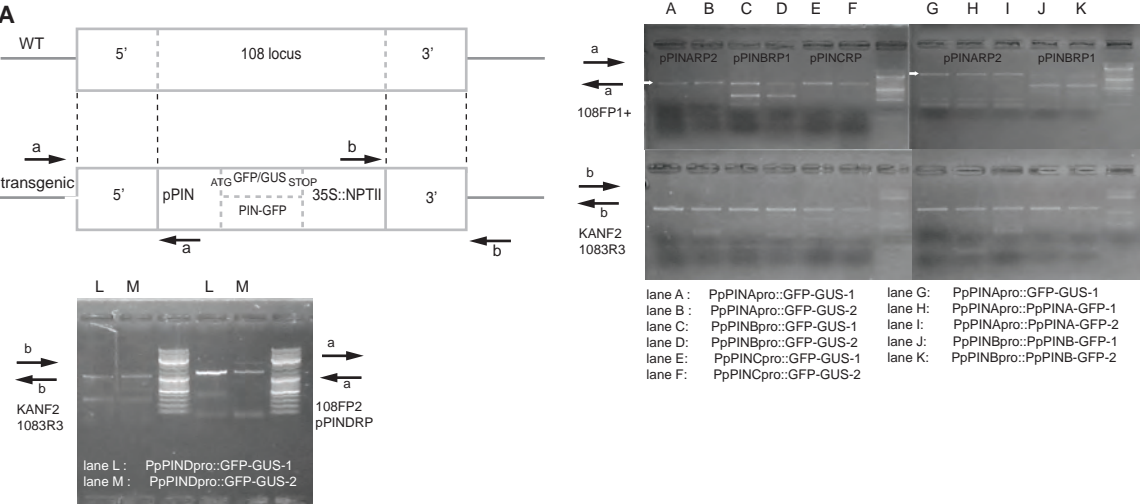 A
WT
5’ 108 locus 3’
a b
transgenic
5’ pPIN ATG GFP/GUS STOP 35S::NPTII 3’
PIN-GFP
a b
L M L M
b
b
KANF2
1083R3
a
a
108FP2
pPINDRP
lane L : PpPINDpro::GFP-GUS-1
lane M : PpPINDpro::GFP-GUS-2
A B C D E F G H I J K
a
a
108FP1+
pPINARP2 pPINBRP1 pPINCRP pPINARP2 pPINBRP1
b
b
KANF2
1083R3
lane A : PpPINApro::GFP-GUS-1
lane B : PpPINApro::GFP-GUS-2
lane C: PpPINBpro::GFP-GUS-1
lane D: PpPINBpro::GFP-GUS-2
lane E: PpPINCpro::GFP-GUS-1
lane F: PpPINCpro::GFP-GUS-2
lane G: PpPINApro::GFP-GUS-1
lane H: PpPINApro::PpPINA-GFP-1
lane I: PpPINApro::PpPINA-GFP-2
lane J: PpPINBpro::PpPINB-GFP-1
lane K: PpPINBpro::PpPINB-GFP-2